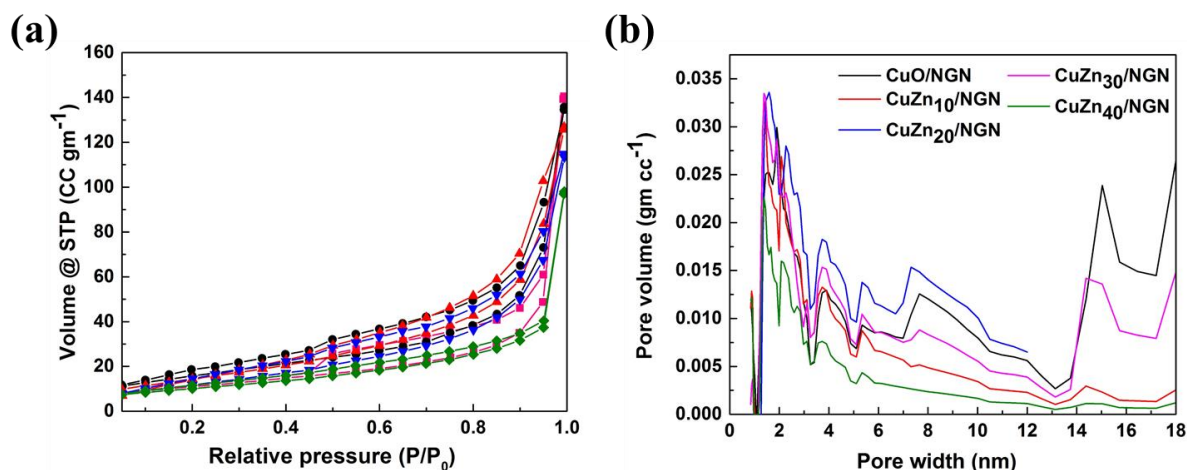 (a)
Volume @ STP (CC gm⁻¹)
160
140
120
100
80
60
40
20
0
0.2 0.4 0.6 0.8 1.0
Relative pressure (P/P₀)
(b)
Pore volume (gm cc⁻¹)
0.035
0.030
0.025
0.020
0.015
0.010
0.005
0.000
CuO/NGN
CuZn₁₀/NGN
CuZn₂₀/NGN
CuZn₃₀/NGN
CuZn₄₀/NGN
0 2 4 6 8 10 12 14 16 18
Pore width (nm)